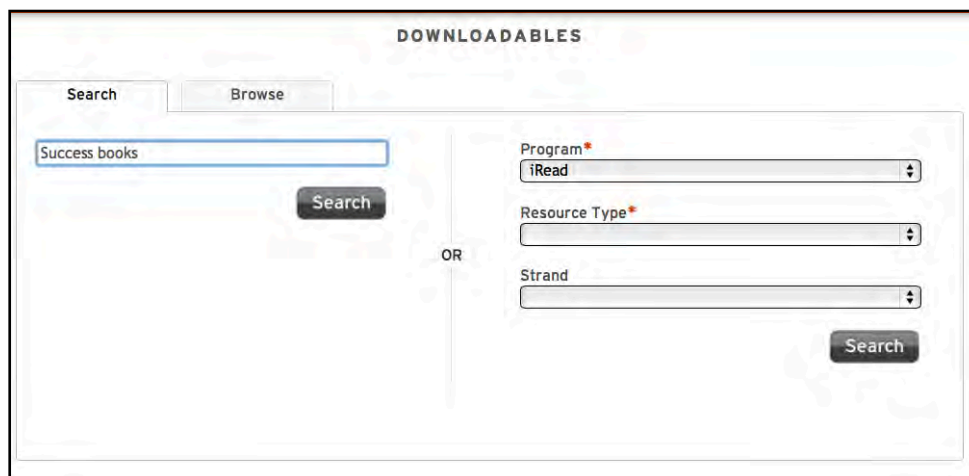 DOWNLOADABLES
Search
Browse
Success books
Search
OR
Program*
iRead
Resource Type*
Strand
Search